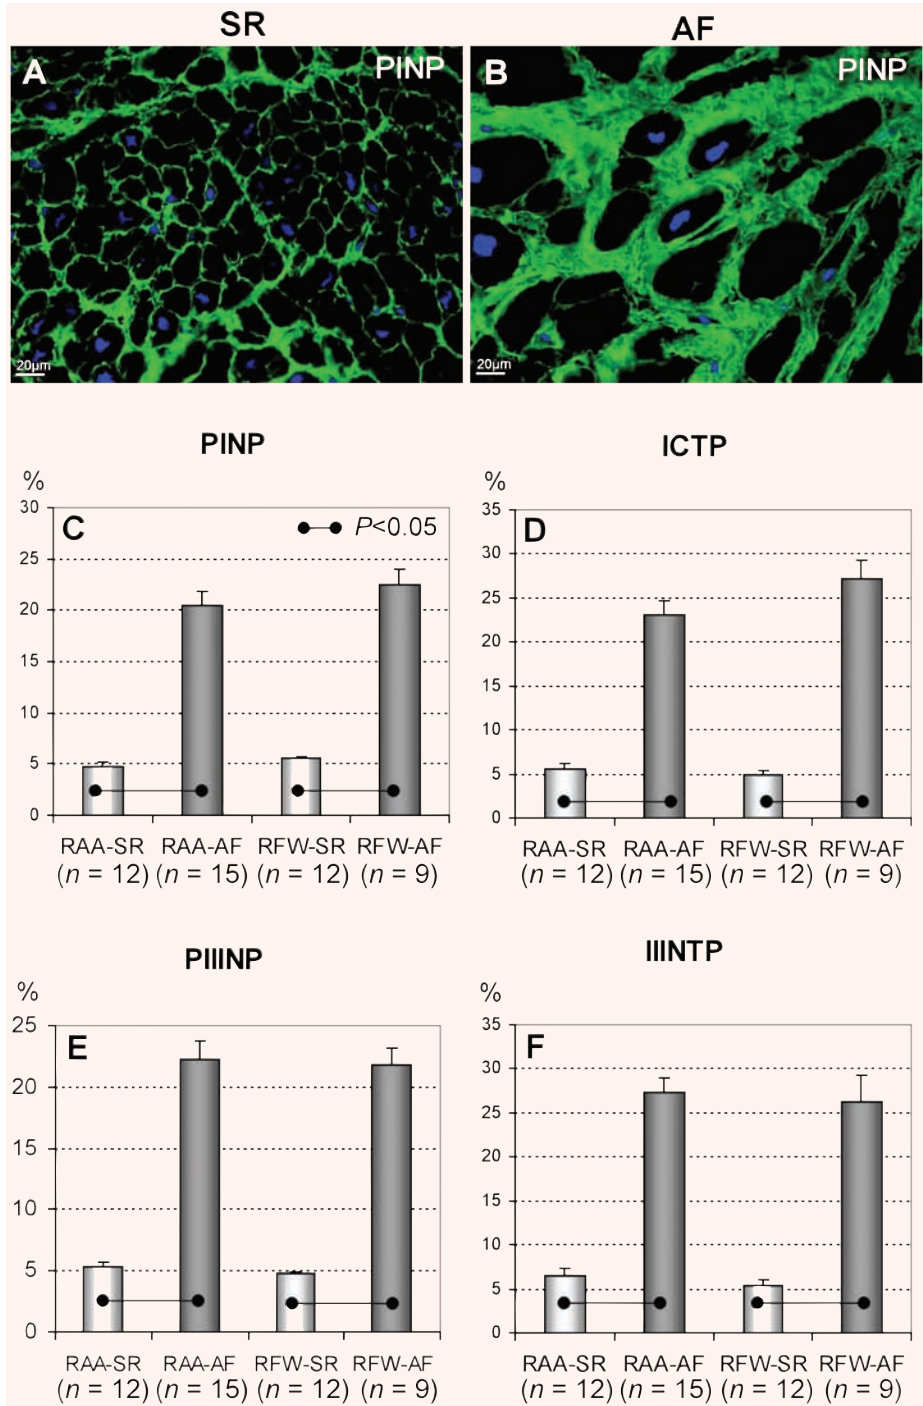 SR
AF
A
PINP
20µm
B
PINP
20µm
PINP
%
C
P<0.05
30
25
20
15
10
5
0
RAA-SR RAA-AF RFW-SR RFW-AF
(n = 12) (n = 15) (n = 12) (n = 9)
ICTP
%
D
35
30
25
20
15
10
5
0
RAA-SR RAA-AF RFW-SR RFW-AF
(n = 12) (n = 15) (n = 12) (n = 9)
PIIINP
%
E
25
20
15
10
5
0
RAA-SR RAA-AF RFW-SR RFW-AF
(n = 12) (n = 15) (n = 12) (n = 9)
IIINTP
%
F
35
30
25
20
15
10
5
0
RAA-SR RAA-AF RFW-SR RFW-AF
(n = 12) (n = 15) (n = 12) (n = 9)